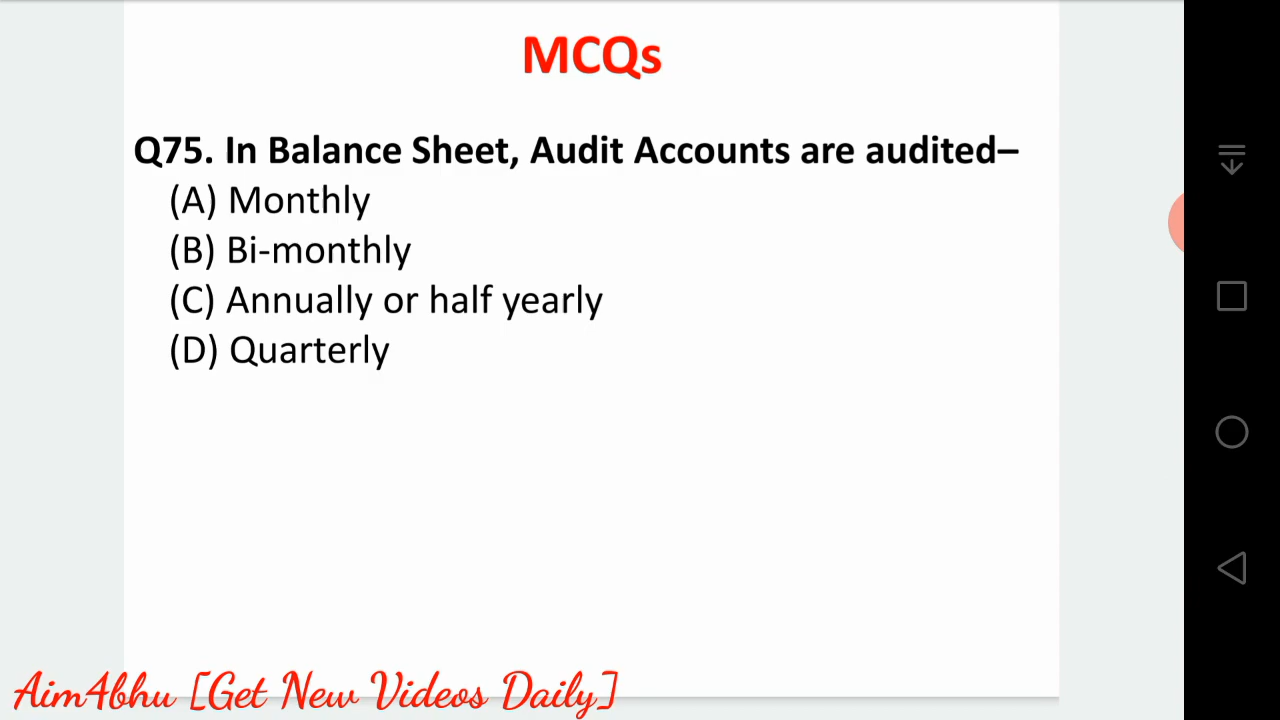 MCQs
Q75. In Balance Sheet, Audit Accounts are audited–
(A) Monthly
(B) Bi-monthly
(C) Annually or half yearly
(D) Quarterly
Aim4bhu [Get New Videos Daily]